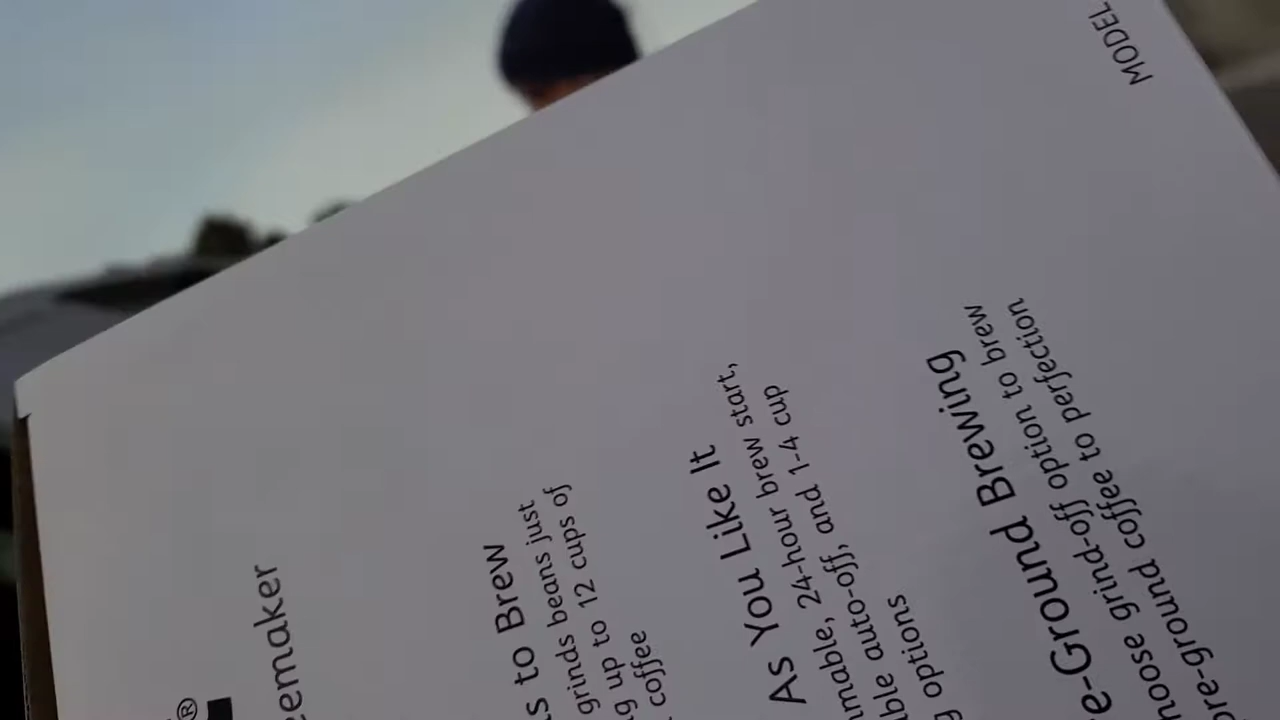 ®
emaker
s to Brew
grinds beans just
g up to 12 cups of
coffee
As You Like It
mable, 24-hour brew start,
ble auto-off, and 1-4 cup
g options
e-Ground Brewing
hoose grind-off option to brew
pre-ground coffee to perfection
MODEL